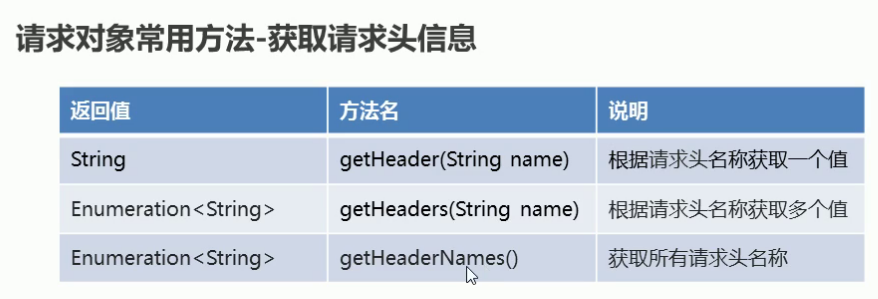 请求对象常用方法-获取请求头信息
返回值 方法名 说明
String getHeader(String name) 根据请求头名称获取一个值
Enumeration<String> getHeaders(String name) 根据请求头名称获取多个值
Enumeration<String> getHeaderNames() 获取所有请求头名称